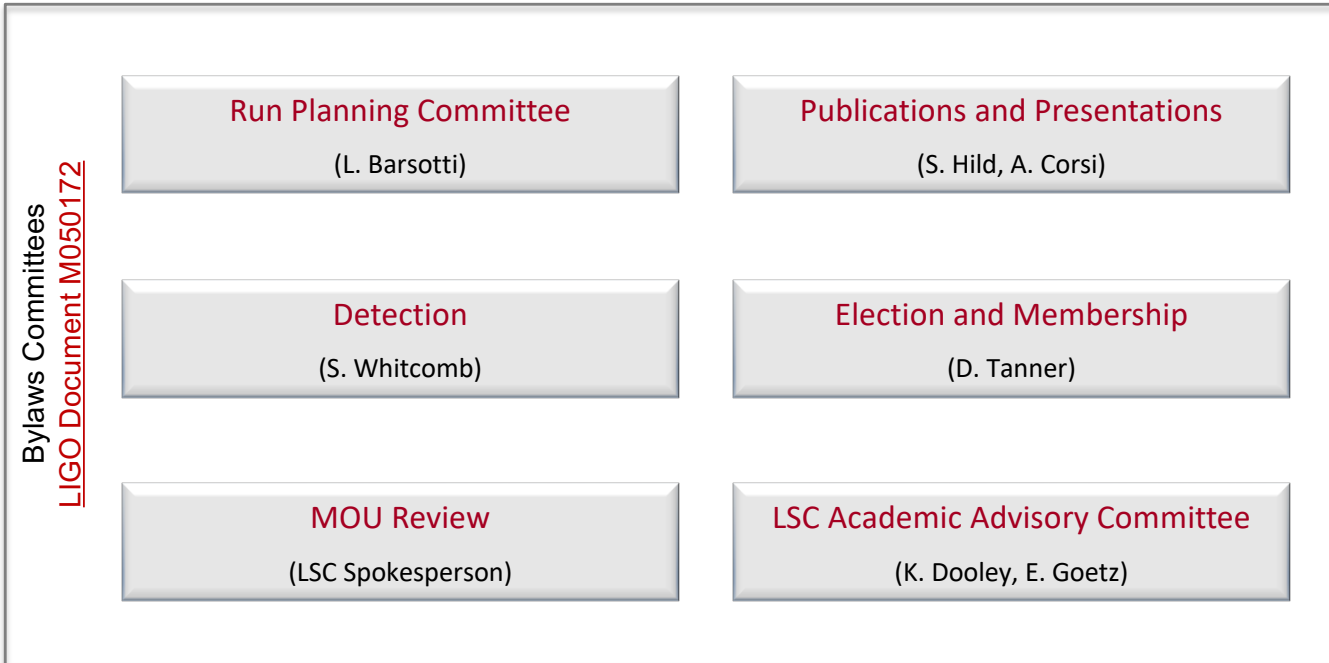 Bylaws Committees
LIGO Document M050172
Run Planning Committee
(L. Barsotti)
Publications and Presentations
(S. Hild, A. Corsi)
Detection
(S. Whitcomb)
Election and Membership
(D. Tanner)
MOU Review
(LSC Spokesperson)
LSC Academic Advisory Committee
(K. Dooley, E. Goetz)